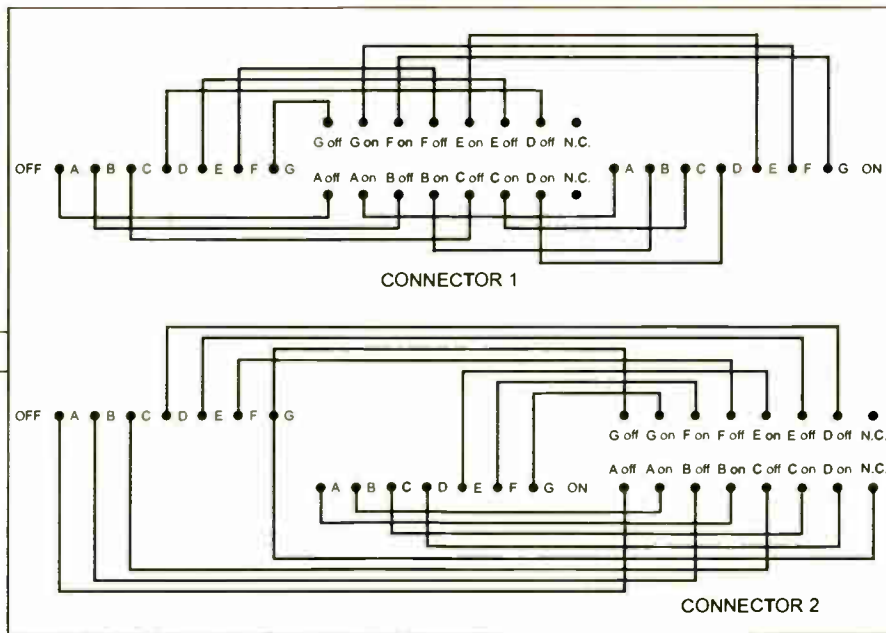 G off G on F on F off E on E off D off N.C.
OFF A B C D E F G
A off A on B off B on C off C on D on N.C.
A B C D E F G ON
CONNECTOR 1
OFF A B C D E F G
G off G on F on F off E on E off D off N.C.
A off A on B off B on C off C on D on N.C.
A B C D E F G ON
CONNECTOR 2